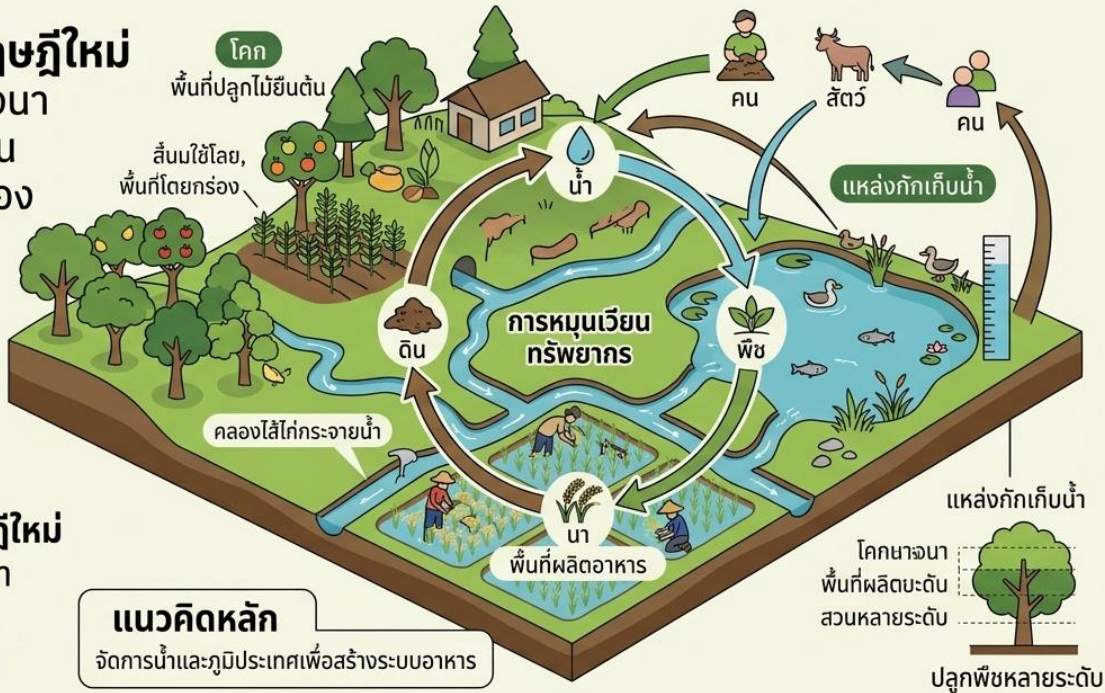 ฤษฎีใหม่
งนา
น
อง
โคก
พื้นที่ปลูกไม้ยืนต้น
สิ้นมใช้โลย,
พื้นที่โตยกร่อง
คน
สัตว์
คน
แหล่งกักเก็บน้ำ
น้ำ
ดิน
การหมุนเวียน
ทรัพยากร
พืช
คลองไส้ไก่กระจายน้ำ
นา
พื้นที่ผลิตอาหาร
แหล่งกักเก็บน้ำ
ฎีใหม่
า
แนวคิดหลัก
จัดการน้ำและภูมิประเทศเพื่อสร้างระบบอาหาร
พื้นที่ผลิตบะดับ
สวนหลายระดับ
ปลูกพืชหลายระดับ